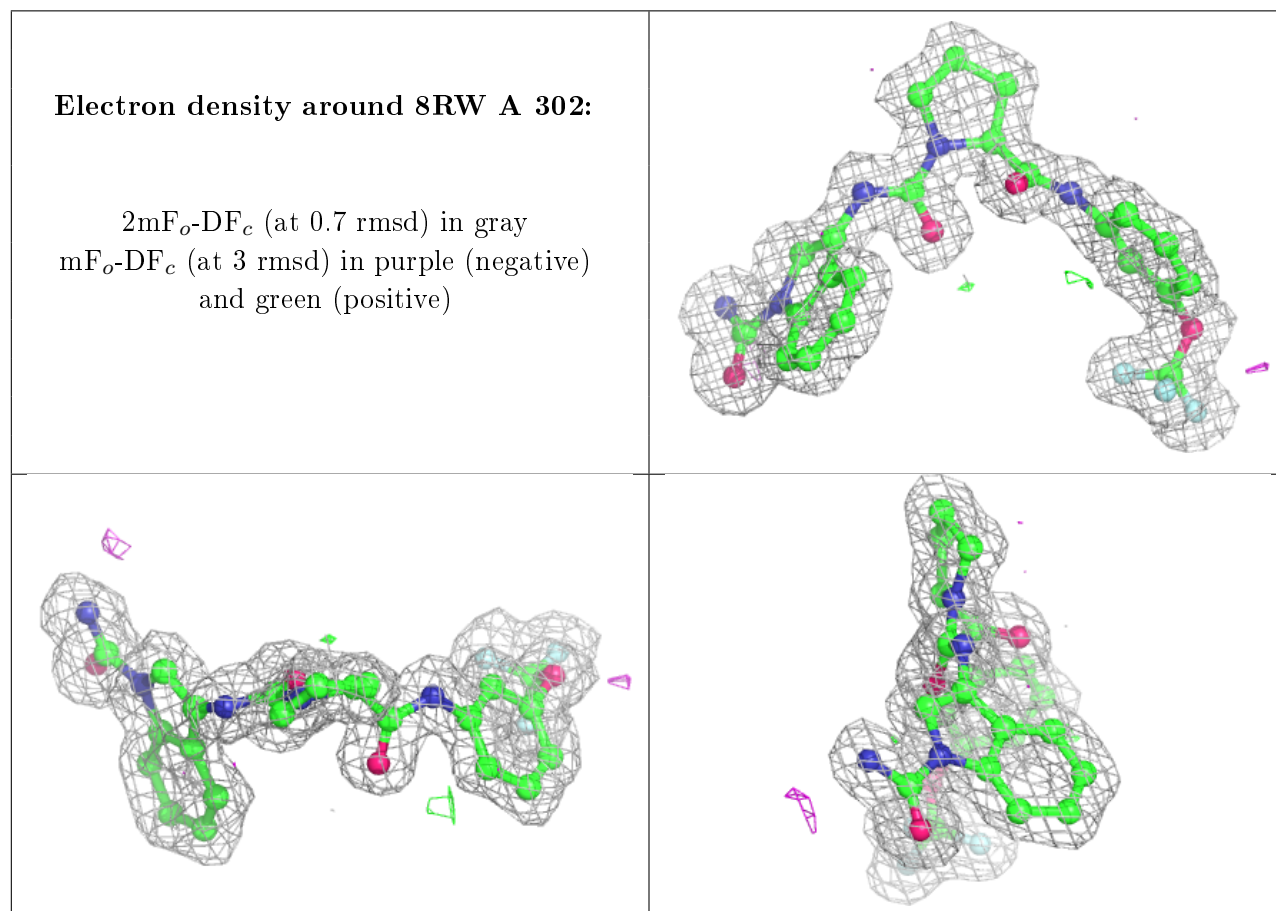 Electron density around 8RW A 302:
2mFo-DFc (at 0.7 rmsd) in gray
mFo-DFc (at 3 rmsd) in purple (negative)
and green (positive)